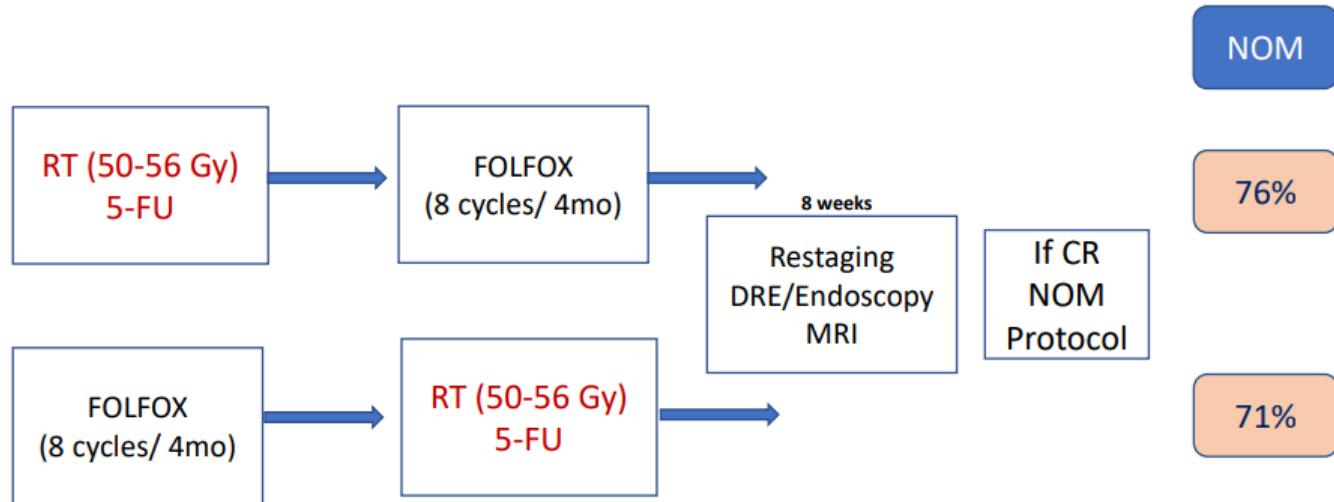 NOM
RT (50-56 Gy)
5-FU
FOLFOX
(8 cycles/ 4mo)
76%
8 weeks
Restaging
DRE/Endoscopy
MRI
If CR
NOM
Protocol
FOLFOX
(8 cycles/ 4mo)
RT (50-56 Gy)
5-FU
71%